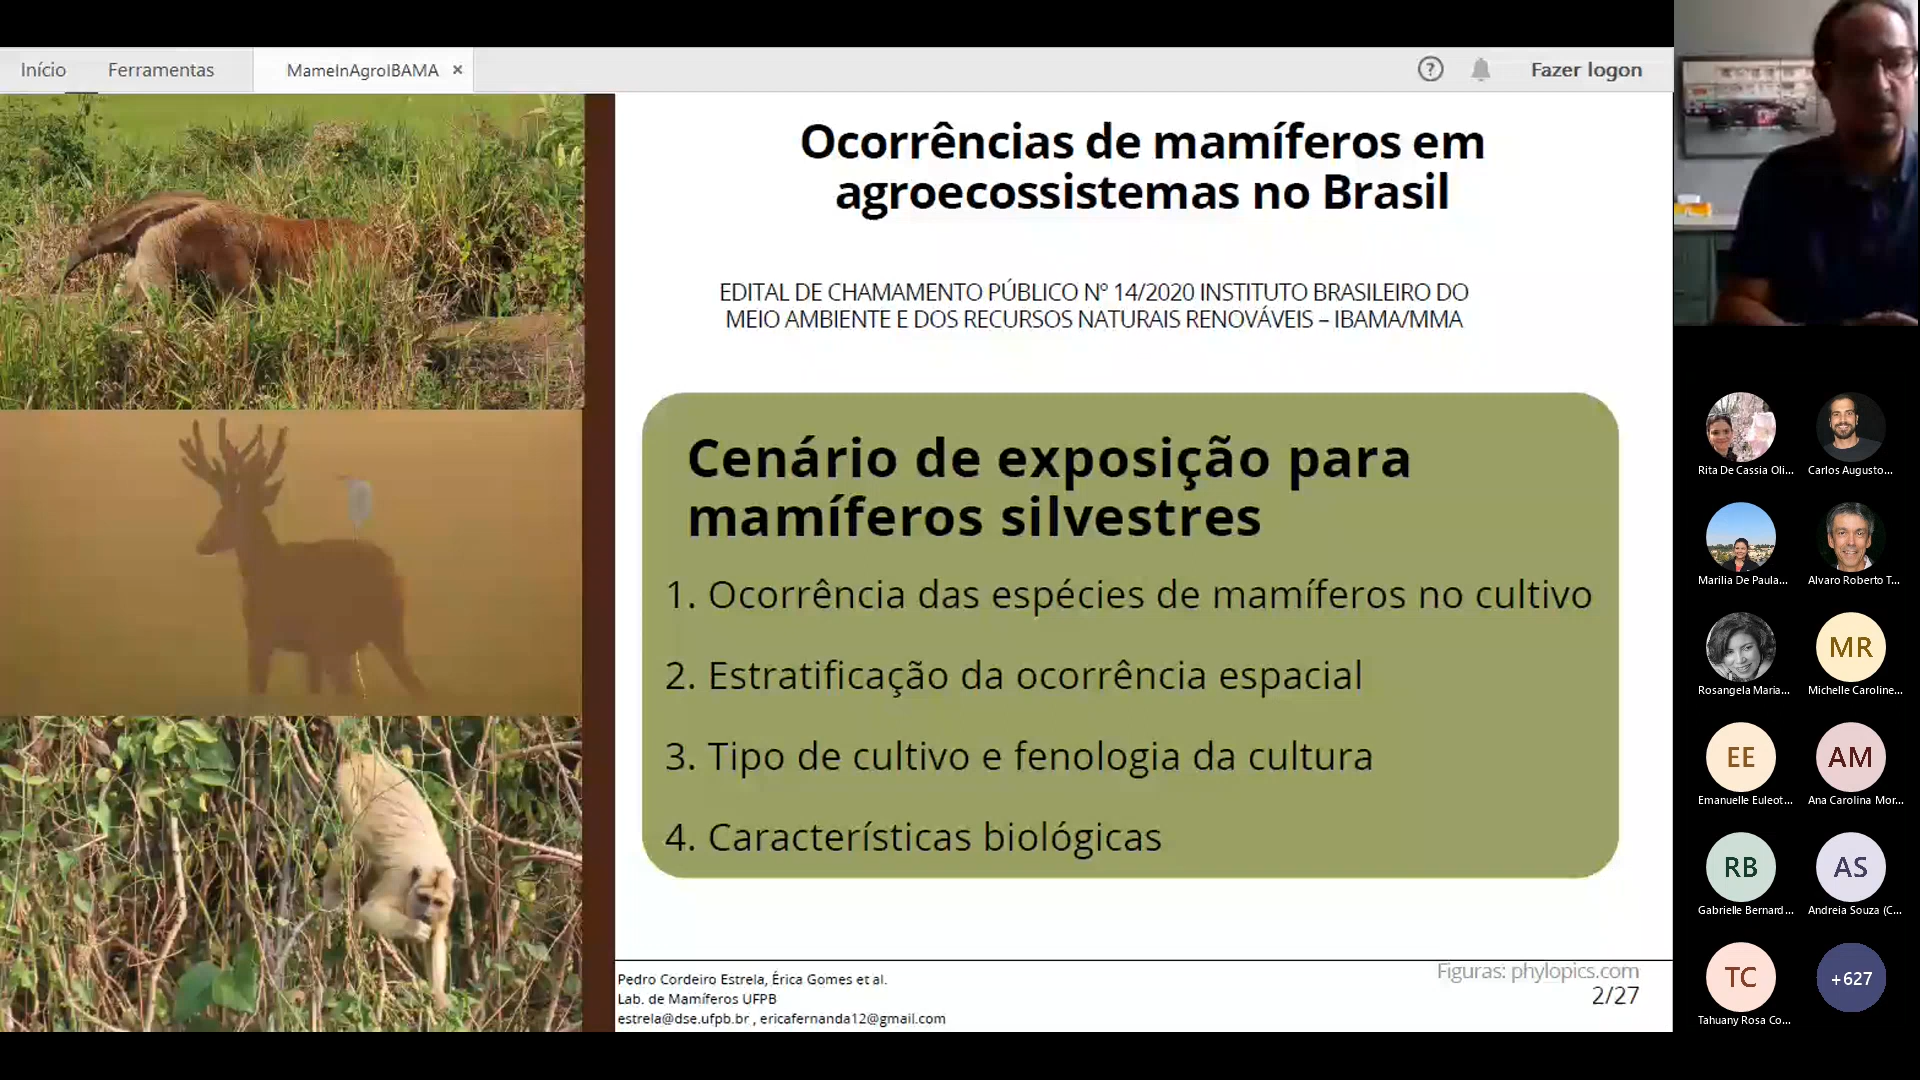 Início
Ferramentas
MameInAgroIBAMA ×
?
Fazer logon
Ocorrências de mamíferos em
agroecossistemas no Brasil
EDITAL DE CHAMAMENTO PÚBLICO Nº 14/2020 INSTITUTO BRASILEIRO DO
MEIO AMBIENTE E DOS RECURSOS NATURAIS RENOVÁVEIS – IBAMA/MMA
Cenário de exposição para
mamíferos silvestres
1. Ocorrência das espécies de mamíferos no cultivo
2. Estratificação da ocorrência espacial
3. Tipo de cultivo e fenologia da cultura
4. Características biológicas
Pedro Cordeiro Estrela, Érica Gomes et al.
Lab. de Mamíferos UFPB
estrela@dse.ufpb.br , ericafernanda12@gmail.com
Figuras: phylopics.com
2/27
Rita De Cassia Oli...
Carlos Augusto...
Marilia De Paula...
Alvaro Roberto T...
Rosangela Maria...
MR
Michelle Caroline...
EE
Emanuelle Euleot...
AM
Ana Carolina Mor...
RB
Gabrielle Bernard...
AS
Andreia Souza (C...
TC
Tahuany Rosa Co...
+627